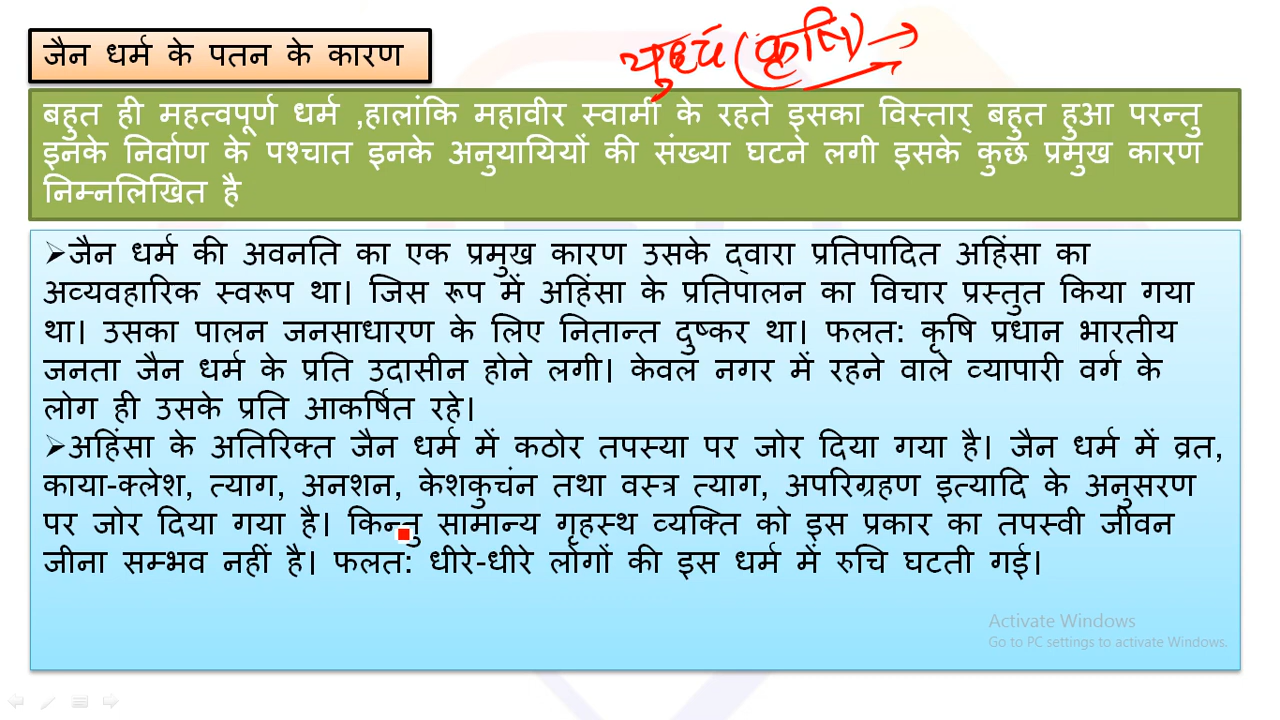 जैन धर्म के पतन के कारण
युध्द (कृषि)
बहुत ही महत्वपूर्ण धर्म ,हालांकि महावीर स्वामी के रहते इसका विस्तार् बहुत हुआ परन्तु
इनके निर्वाण के पश्चात इनके अनुयायियों की संख्या घटने लगी इसके कुछ प्रमुख कारण
निम्नलिखित है
➢जैन धर्म की अवनति का एक प्रमुख कारण उसके द्वारा प्रतिपादित अहिंसा का
अव्यवहारिक स्वरूप था। जिस रूप में अहिंसा के प्रतिपालन का विचार प्रस्तुत किया गया
था। उसका पालन जनसाधारण के लिए नितान्त दुष्कर था। फलत: कृषि प्रधान भारतीय
जनता जैन धर्म के प्रति उदासीन होने लगी। केवल नगर में रहने वाले व्यापारी वर्ग के
लोग ही उसके प्रति आकर्षित रहे।
➢अहिंसा के अतिरिक्त जैन धर्म में कठोर तपस्या पर जोर दिया गया है। जैन धर्म में व्रत,
काया-क्लेश, त्याग, अनशन, केशकुचंन तथा वस्त्र त्याग, अपरिग्रहण इत्यादि के अनुसरण
पर जोर दिया गया है। किन्तु सामान्य गृहस्थ व्यक्ति को इस प्रकार का तपस्वी जीवन
जीना सम्भव नहीं है। फलत: धीरे-धीरे लोगों की इस धर्म में रुचि घटती गई।
Activate Windows
Go to PC settings to activate Windows.